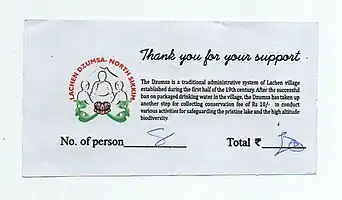 Thank you for your support
LACHEN DZUMSA- NORTH SIKKIM
The Dzumsa is a traditional administrative system of Lachen village
established during the first half of the 19th century. After the successful
ban on packaged drinking water in the village, the Dzumsa has taken up
another step for collecting conservation fee of Rs 10/- to conduct
various activities for safeguarding the pristine lake and the high altitude
biodiversity.
No. of person 8 Total ₹